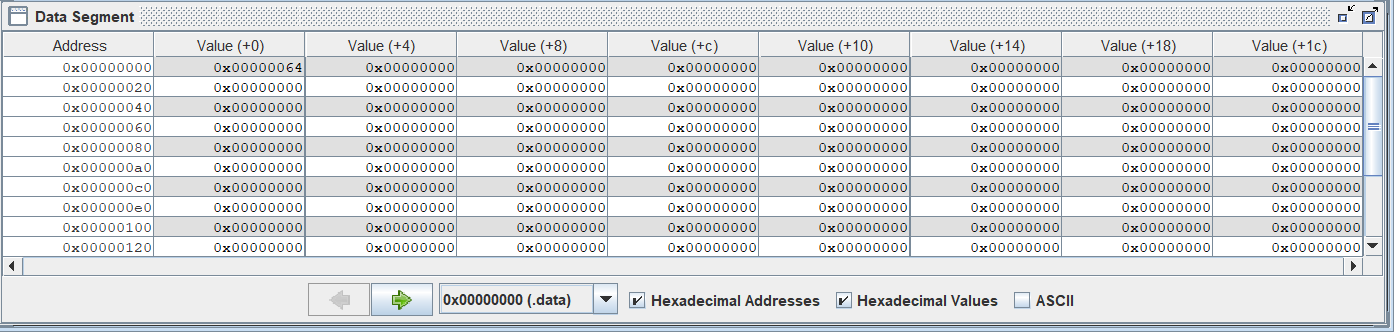 Data Segment
Address Value (+0) Value (+4) Value (+8) Value (+c) Value (+10) Value (+14) Value (+18) Value (+1c)
0x00000000 0x00000064 0x00000000 0x00000000 0x00000000 0x00000000 0x00000000 0x00000000 0x00000000
0x00000020 0x00000000 0x00000000 0x00000000 0x00000000 0x00000000 0x00000000 0x00000000 0x00000000
0x00000040 0x00000000 0x00000000 0x00000000 0x00000000 0x00000000 0x00000000 0x00000000 0x00000000
0x00000060 0x00000000 0x00000000 0x00000000 0x00000000 0x00000000 0x00000000 0x00000000 0x00000000
0x00000080 0x00000000 0x00000000 0x00000000 0x00000000 0x00000000 0x00000000 0x00000000 0x00000000
0x000000a0 0x00000000 0x00000000 0x00000000 0x00000000 0x00000000 0x00000000 0x00000000 0x00000000
0x000000c0 0x00000000 0x00000000 0x00000000 0x00000000 0x00000000 0x00000000 0x00000000 0x00000000
0x000000e0 0x00000000 0x00000000 0x00000000 0x00000000 0x00000000 0x00000000 0x00000000 0x00000000
0x00000100 0x00000000 0x00000000 0x00000000 0x00000000 0x00000000 0x00000000 0x00000000 0x00000000
0x00000120 0x00000000 0x00000000 0x00000000 0x00000000 0x00000000 0x00000000 0x00000000 0x00000000
0x00000000 (.data) Hexadecimal Addresses Hexadecimal Values ASCII